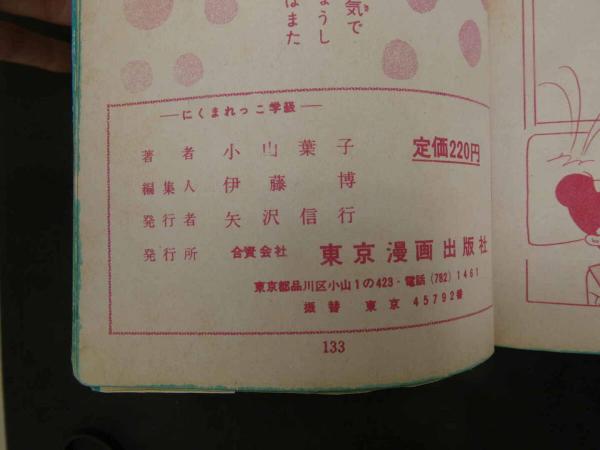 気で
ょうし
はまた
―にくまれっこ学級―
著者 小山葉子 定価220円
編集人 伊藤博
発行者 矢沢信行
発行所 合資会社 東京漫画出版社
東京都品川区小山1の423・電話(782)1461
振替 東京 45792番
133